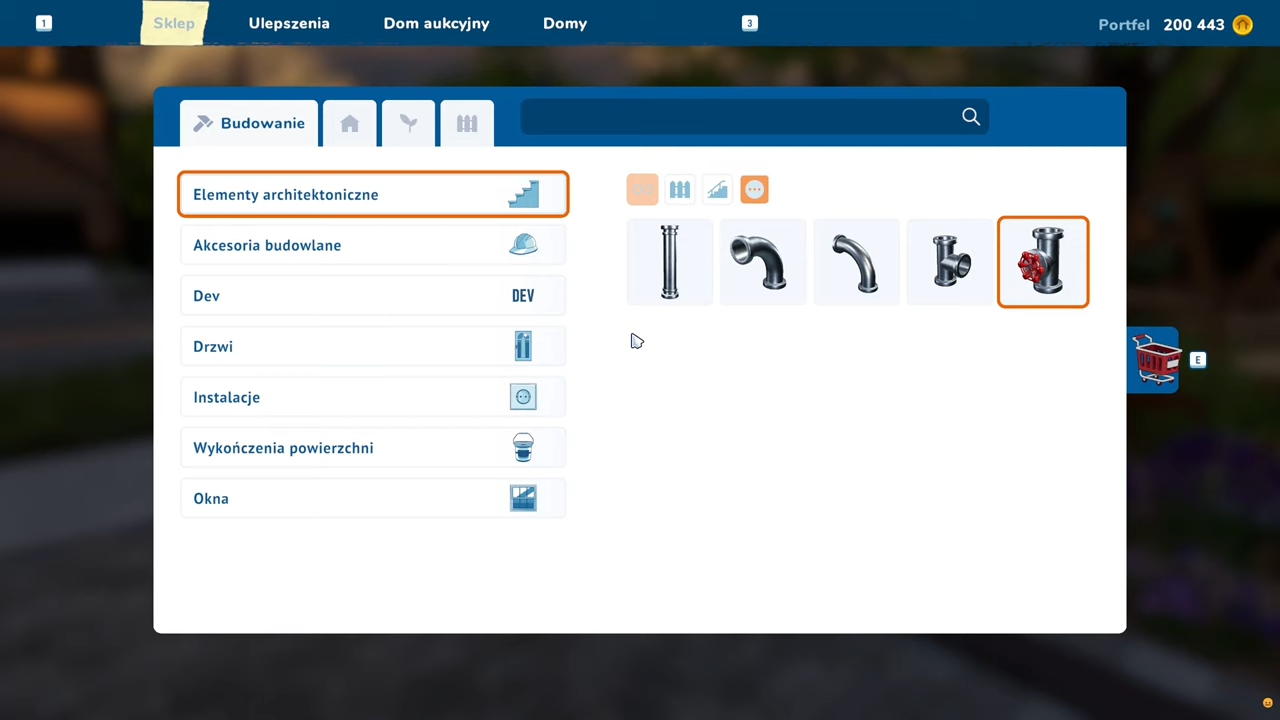 1 Sklep Ulepszenia Dom aukcyjny Domy 3 Portfel 200 443
Budowanie
Elementy architektoniczne
Akcesoria budowlane
Dev DEV
Drzwi
E
Instalacje
Wykończenia powierzchni
Okna